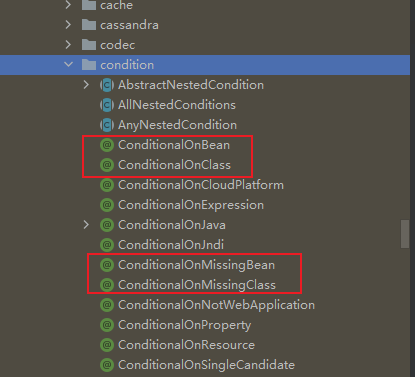 cache
cassandra
codec
condition
AbstractNestedCondition
AllNestedConditions
AnyNestedCondition
ConditionalOnBean
ConditionalOnClass
ConditionalOnCloudPlatform
ConditionalOnExpression
ConditionalOnJava
ConditionalOnJndi
ConditionalOnMissingBean
ConditionalOnMissingClass
ConditionalOnNotWebApplication
ConditionalOnProperty
ConditionalOnResource
ConditionalOnSingleCandidate